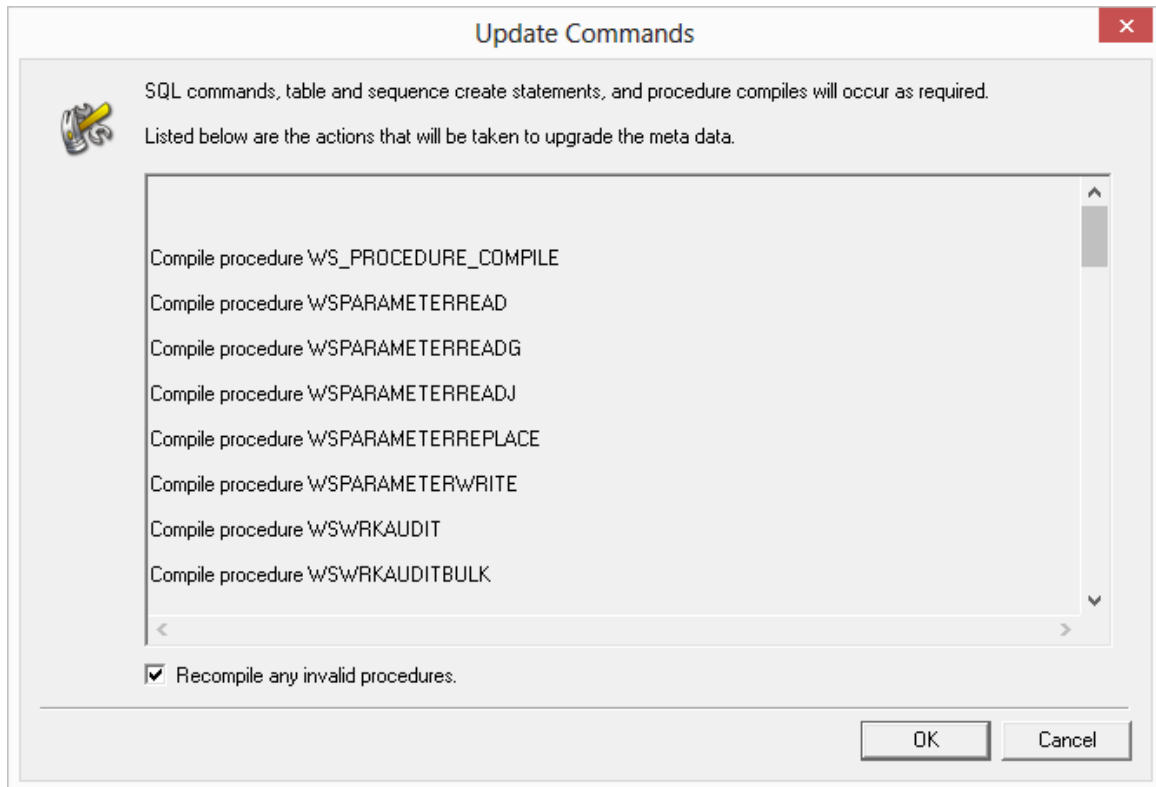 Update Commands
SQL commands, table and sequence create statements, and procedure compiles will occur as required.
Listed below are the actions that will be taken to upgrade the meta data.
Compile procedure WS_PROCEDURE_COMPILE
Compile procedure WSPARAMETERREAD
Compile procedure WSPARAMETERREADG
Compile procedure WSPARAMETERREADJ
Compile procedure WSPARAMETERREPLACE
Compile procedure WSPARAMETERWRITE
Compile procedure WSWRKAUDIT
Compile procedure WSWRKAUDITBULK
Recompile any invalid procedures.
OK
Cancel